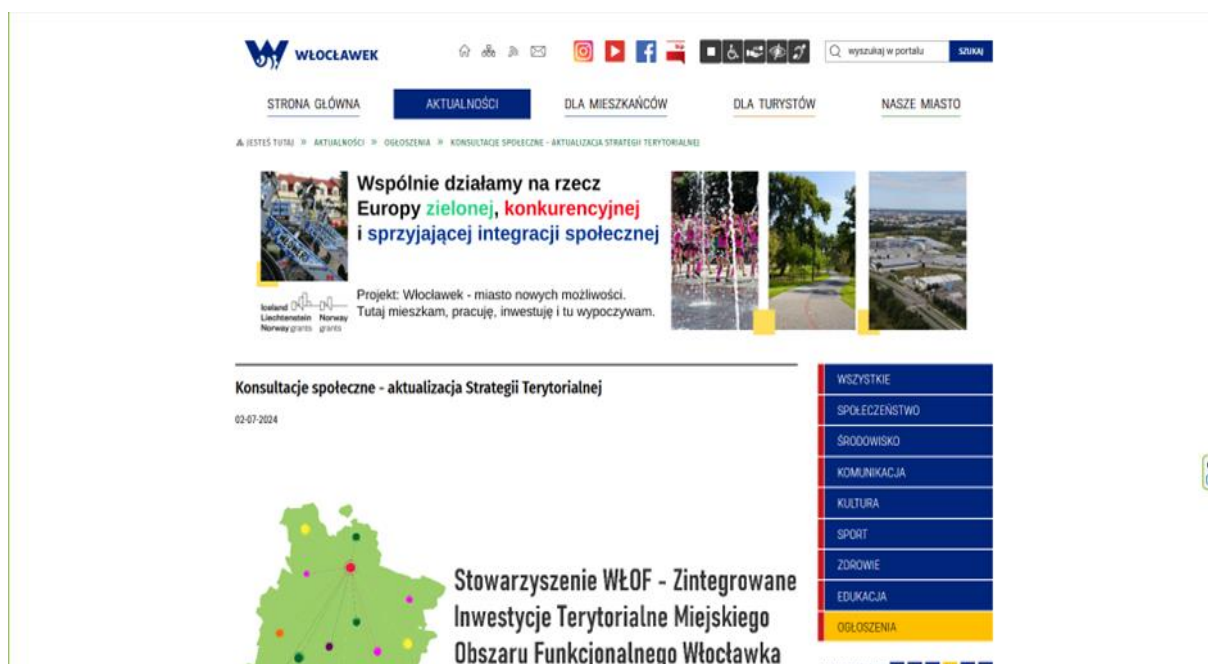 WŁOCŁAWEK
bip
wyszukaj w portalu
SZUKAJ
STRONA GŁÓWNA
AKTUALNOŚCI
DLA MIESZKAŃCÓW
DLA TURYSTÓW
NASZE MIASTO
JESTEŚ TUTAJ » AKTUALNOŚCI » OGŁOSZENIA » KONSULTACJE SPOŁECZNE - AKTUALIZACJA STRATEGII TERYTORIALNEJ
Wspólnie działamy na rzecz
Europy zielonej, konkurencyjnej
i sprzyjającej integracji społecznej
Iceland
Liechtenstein Norway
Norway grants grants
Projekt: Włocławek - miasto nowych możliwości.
Tutaj mieszkam, pracuję, inwestuję i tu wypoczywam.
Konsultacje społeczne - aktualizacja Strategii Terytorialnej
02-07-2024
Stowarzyszenie WŁOF - Zintegrowane
Inwestycje Terytorialne Miejskiego
Obszaru Funkcjonalnego Włocławka
WSZYSTKIE
SPOŁECZEŃSTWO
ŚRODOWISKO
KOMUNIKACJA
KULTURA
SPORT
ZDROWIE
EDUKACJA
OGŁOSZENIA